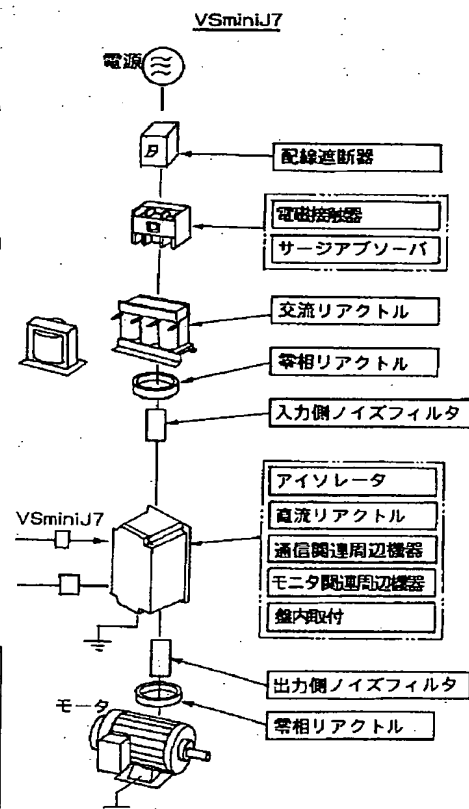 VSminiJ7
電源
配線遮断器
電磁接触器
サージアブソーバ
交流リアクトル
零相リアクトル
入力側ノイズフィルタ
アイソレータ
直流リアクトル
通信関連周辺機器
モニタ関連周辺機器
盤内取付
VSminiJ7
出力側ノイズフィルタ
零相リアクトル
モータ